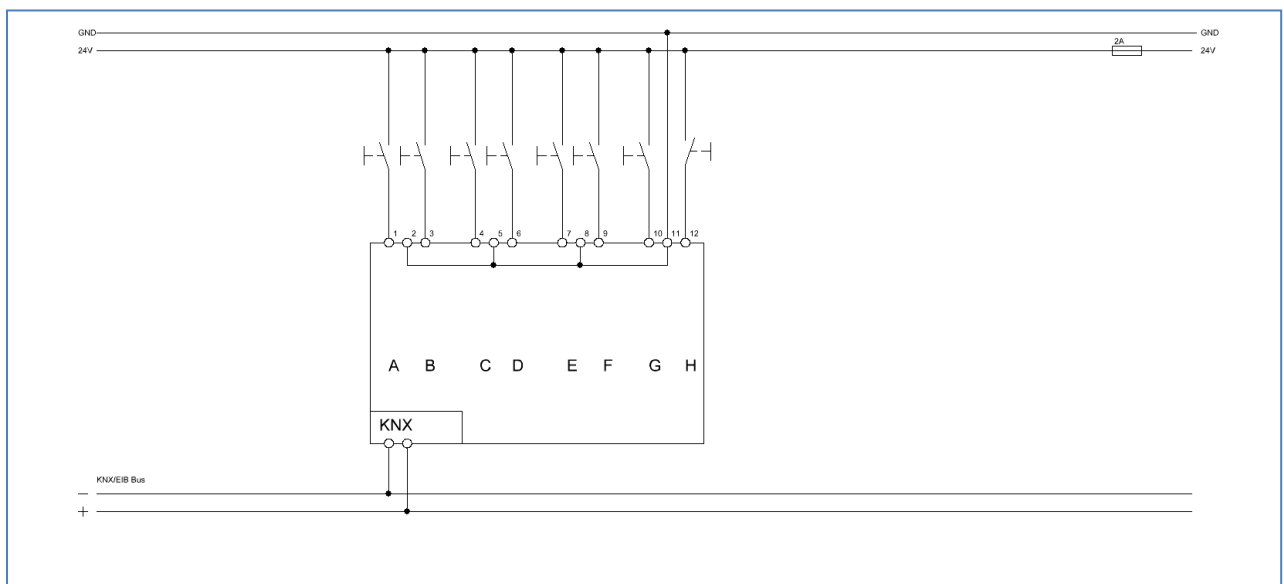 GND GND
2A
24V 24V
1 2 3 4 5 6 7 8 9 10 11 12
A B C D E F G H
KNX
KNX/EIB Bus
–
+